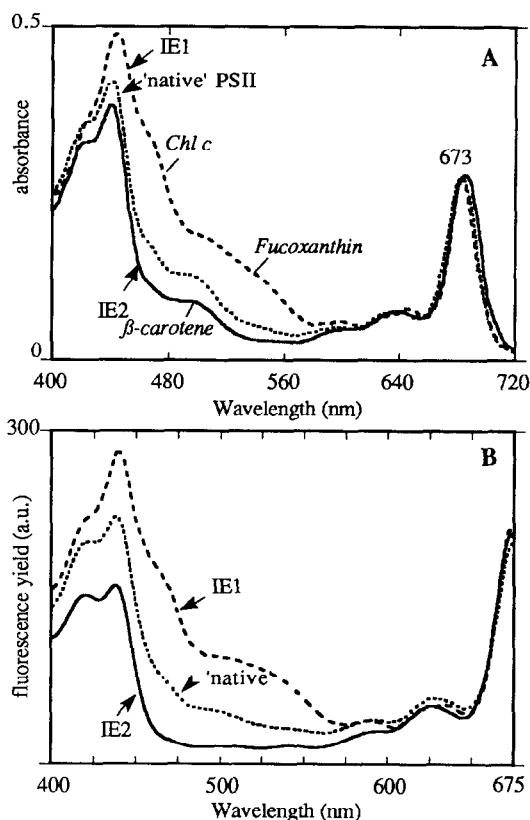 0.5
IE1
A
'native' PSII
absorbance
Chl c
673
Fucoxanthin
IE2
β-carotene
0
400 480 560 640 720
Wavelength (nm)
300
B
fluorescence yield (a.u.)
IE1
'native
IE2
400 500 600 675
Wavelength (nm)